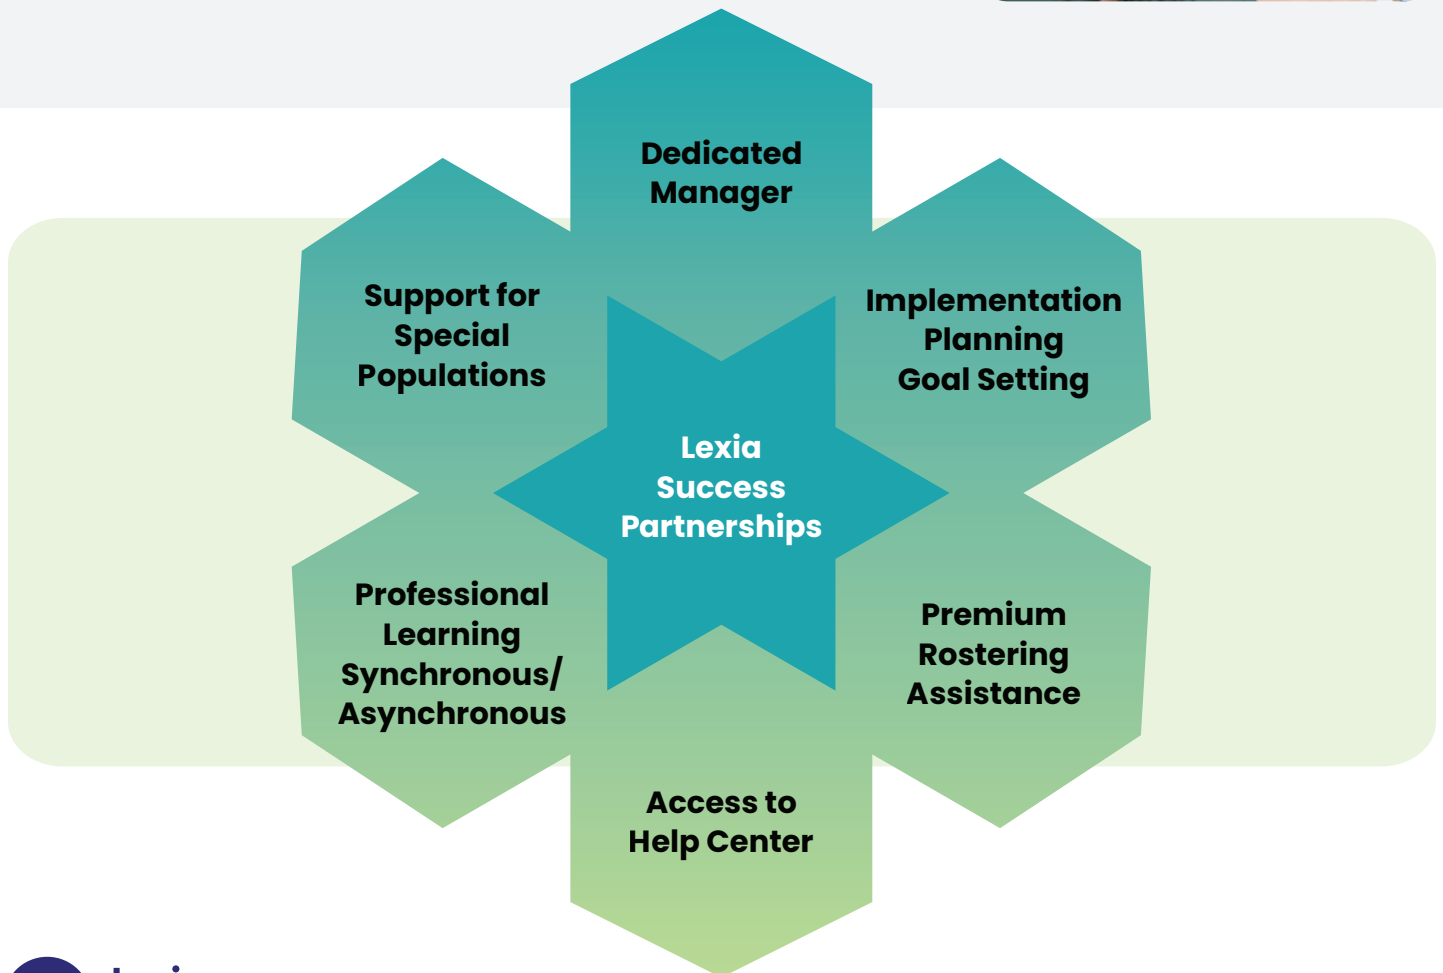 Dedicated
Manager
Support for
Special
Populations
Implementation
Planning
Goal Setting
Lexia
Success
Partnerships
Professional
Learning
Synchronous/
Asynchronous
Premium
Rostering
Assistance
Access to
Help Center